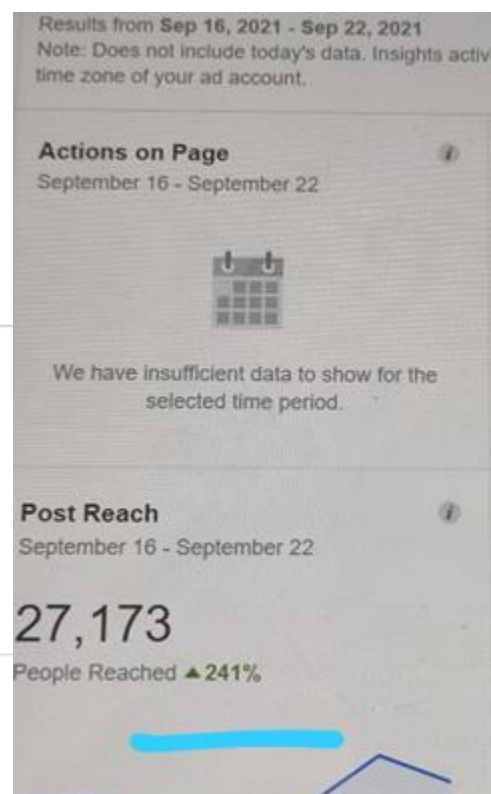 Results from Sep 16, 2021 - Sep 22, 2021
Note: Does not include today's data. Insights activ
time zone of your ad account.
Actions on Page
i
September 16 - September 22
We have insufficient data to show for the
selected time period.
Post Reach
i
September 16 - September 22
27,173
People Reached ▲241%